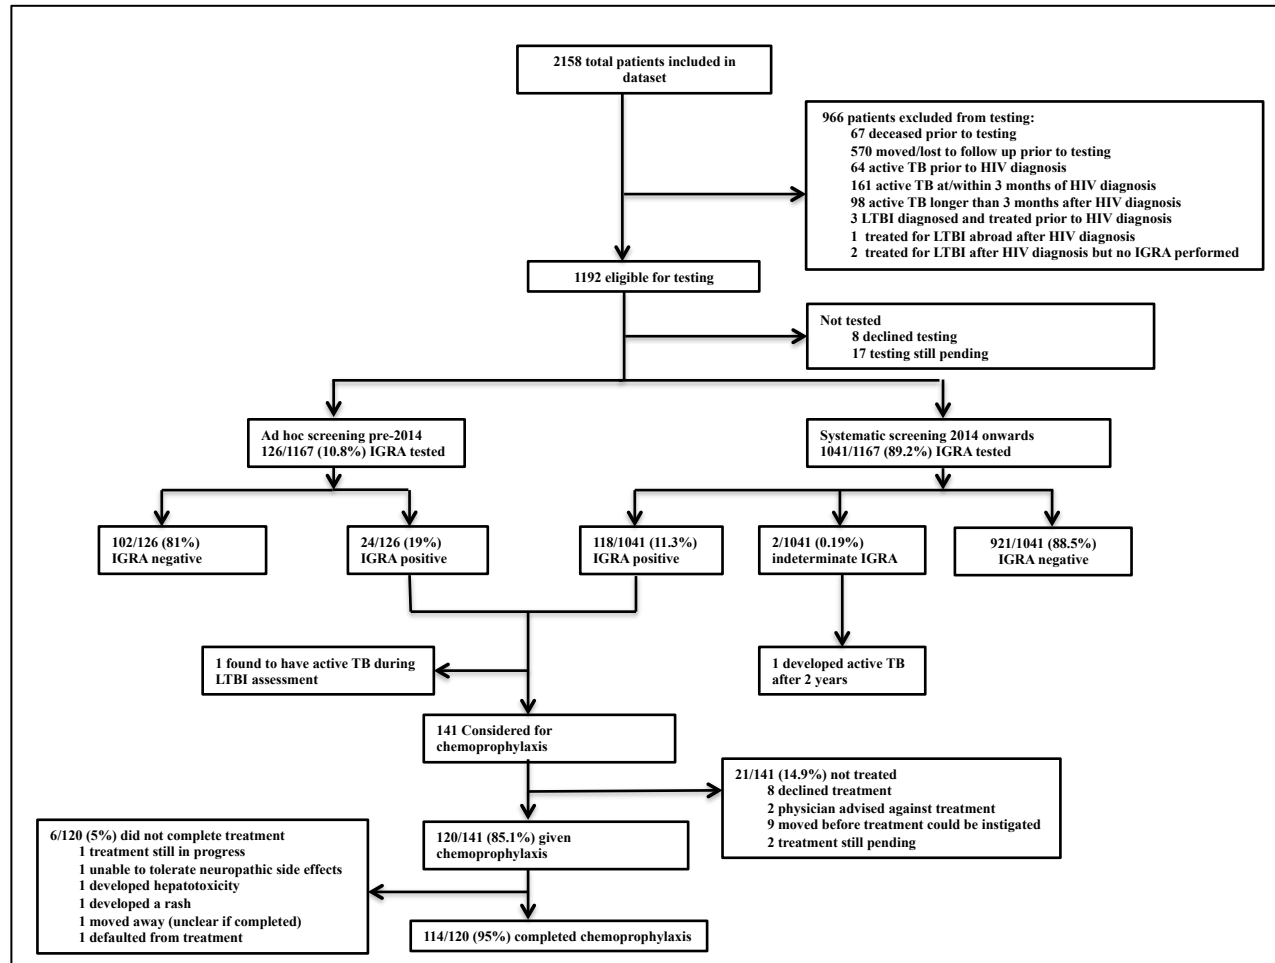 2158 total patients included in
dataset
966 patients excluded from testing:
67 deceased prior to testing
570 moved/lost to follow up prior to testing
64 active TB prior to HIV diagnosis
161 active TB at/within 3 months of HIV diagnosis
98 active TB longer than 3 months after HIV diagnosis
3 LTBI diagnosed and treated prior to HIV diagnosis
1 treated for LTBI abroad after HIV diagnosis
2 treated for LTBI after HIV diagnosis but no IGRA performed
1192 eligible for testing
Not tested
8 declined testing
17 testing still pending
Ad hoc screening pre-2014
126/1167 (10.8%) IGRA tested
Systematic screening 2014 onwards
1041/1167 (89.2%) IGRA tested
102/126 (81%)
IGRA negative
24/126 (19%)
IGRA positive
118/1041 (11.3%)
IGRA positive
2/1041 (0.19%)
indeterminate IGRA
921/1041 (88.5%)
IGRA negative
1 found to have active TB during
LTBI assessment
1 developed active TB
after 2 years
141 Considered for
chemoprophylaxis
21/141 (14.9%) not treated
8 declined treatment
2 physician advised against treatment
9 moved before treatment could be instigated
2 treatment still pending
6/120 (5%) did not complete treatment
1 treatment still in progress
1 unable to tolerate neuropathic side effects
1 developed hepatotoxicity
1 developed a rash
1 moved away (unclear if completed)
1 defaulted from treatment
120/141 (85.1%) given
chemoprophylaxis
114/120 (95%) completed chemoprophylaxis